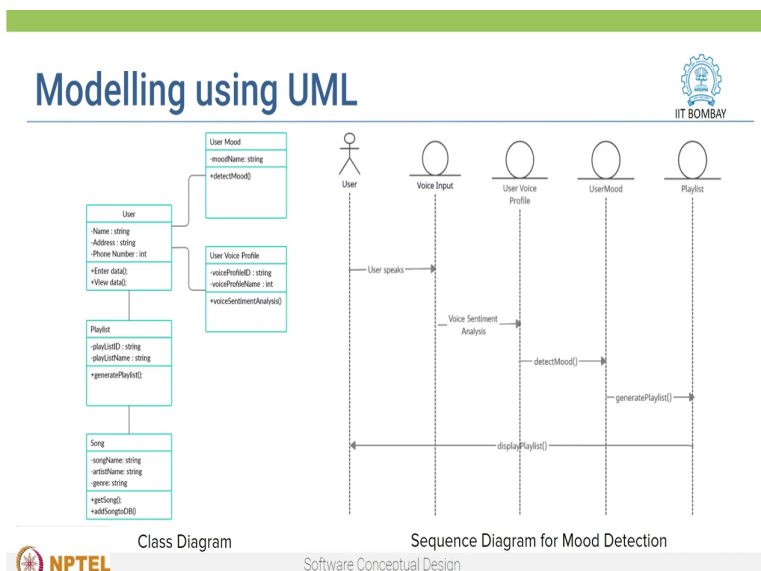 Modelling using UML
IIT BOMBAY
User Mood
-moodName: string
+detectMood()
User
-Name : string
-Address : string
-Phone Number : int
+Enter data();
+View data();
User Voice Profile
-voiceProfileID : string
-voiceProfileName : int
+voiceSentimentAnalysis()
Playlist
-playListID : string
-playListName : string
+generatePlaylist();
Song
-songName: string
-artistName: string
-genre: string
+getSong();
+addSongtoDB()
Class Diagram
User
Voice Input
User Voice
Profile
UserMood
Playlist
User speaks
Voice Sentiment
Analysis
detectMood()
generatePlaylist()
displayPlaylist()
Sequence Diagram for Mood Detection
NPTEL
Software Conceptual Design